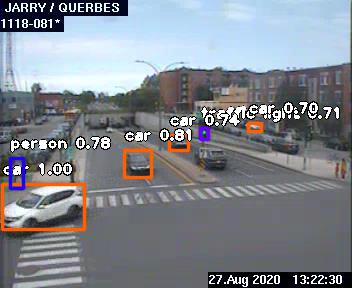 JARRY / QUERBES
1118-081*
car 0.70
car 0.74
car 0.81
person 0.78
car 1.00
27.Aug 2020 13:22:30